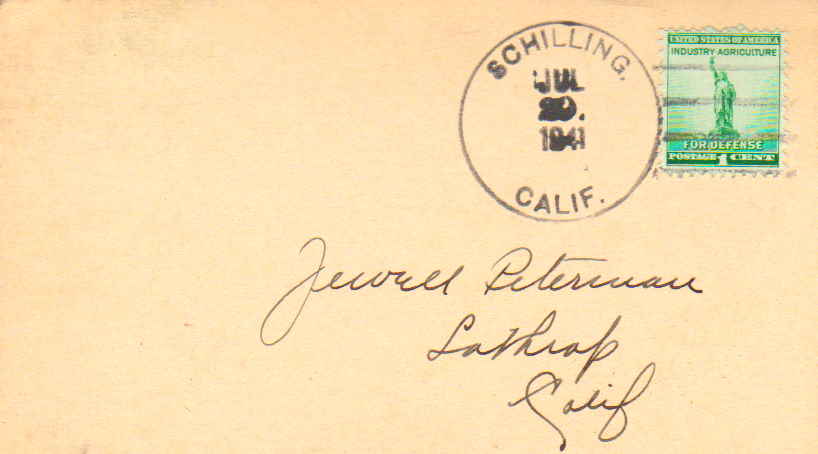 SCHILLING,
JUL
1941
CALIF.
UNITED STATES OF AMERICA
INDUSTRY AGRICULTURE
FOR DEFENSE
POSTAGE 1 CENT
Jewell Peterman
Lathrop
Calif